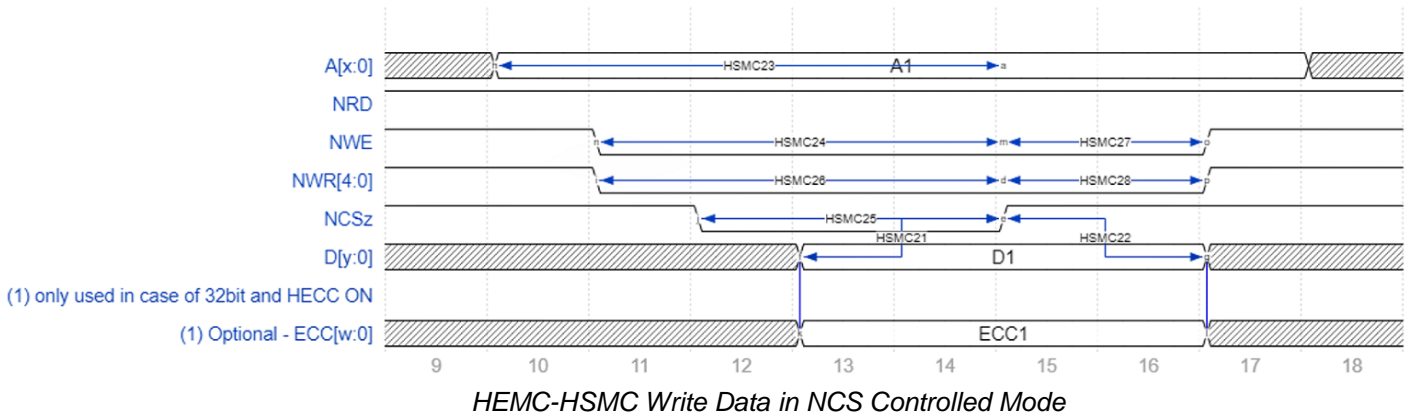 A[x:0] HSMC23 A1
NRD
NWE HSMC24 HSMC27
NWR[4:0] HSMC26 HSMC28
NCSz HSMC25
HSMC21 HSMC22
D[y:0] D1
(1) only used in case of 32bit and HECC ON
(1) Optional - ECC[w:0] ECC1
9 10 11 12 13 14 15 16 17 18
HEMC-HSMC Write Data in NCS Controlled Mode